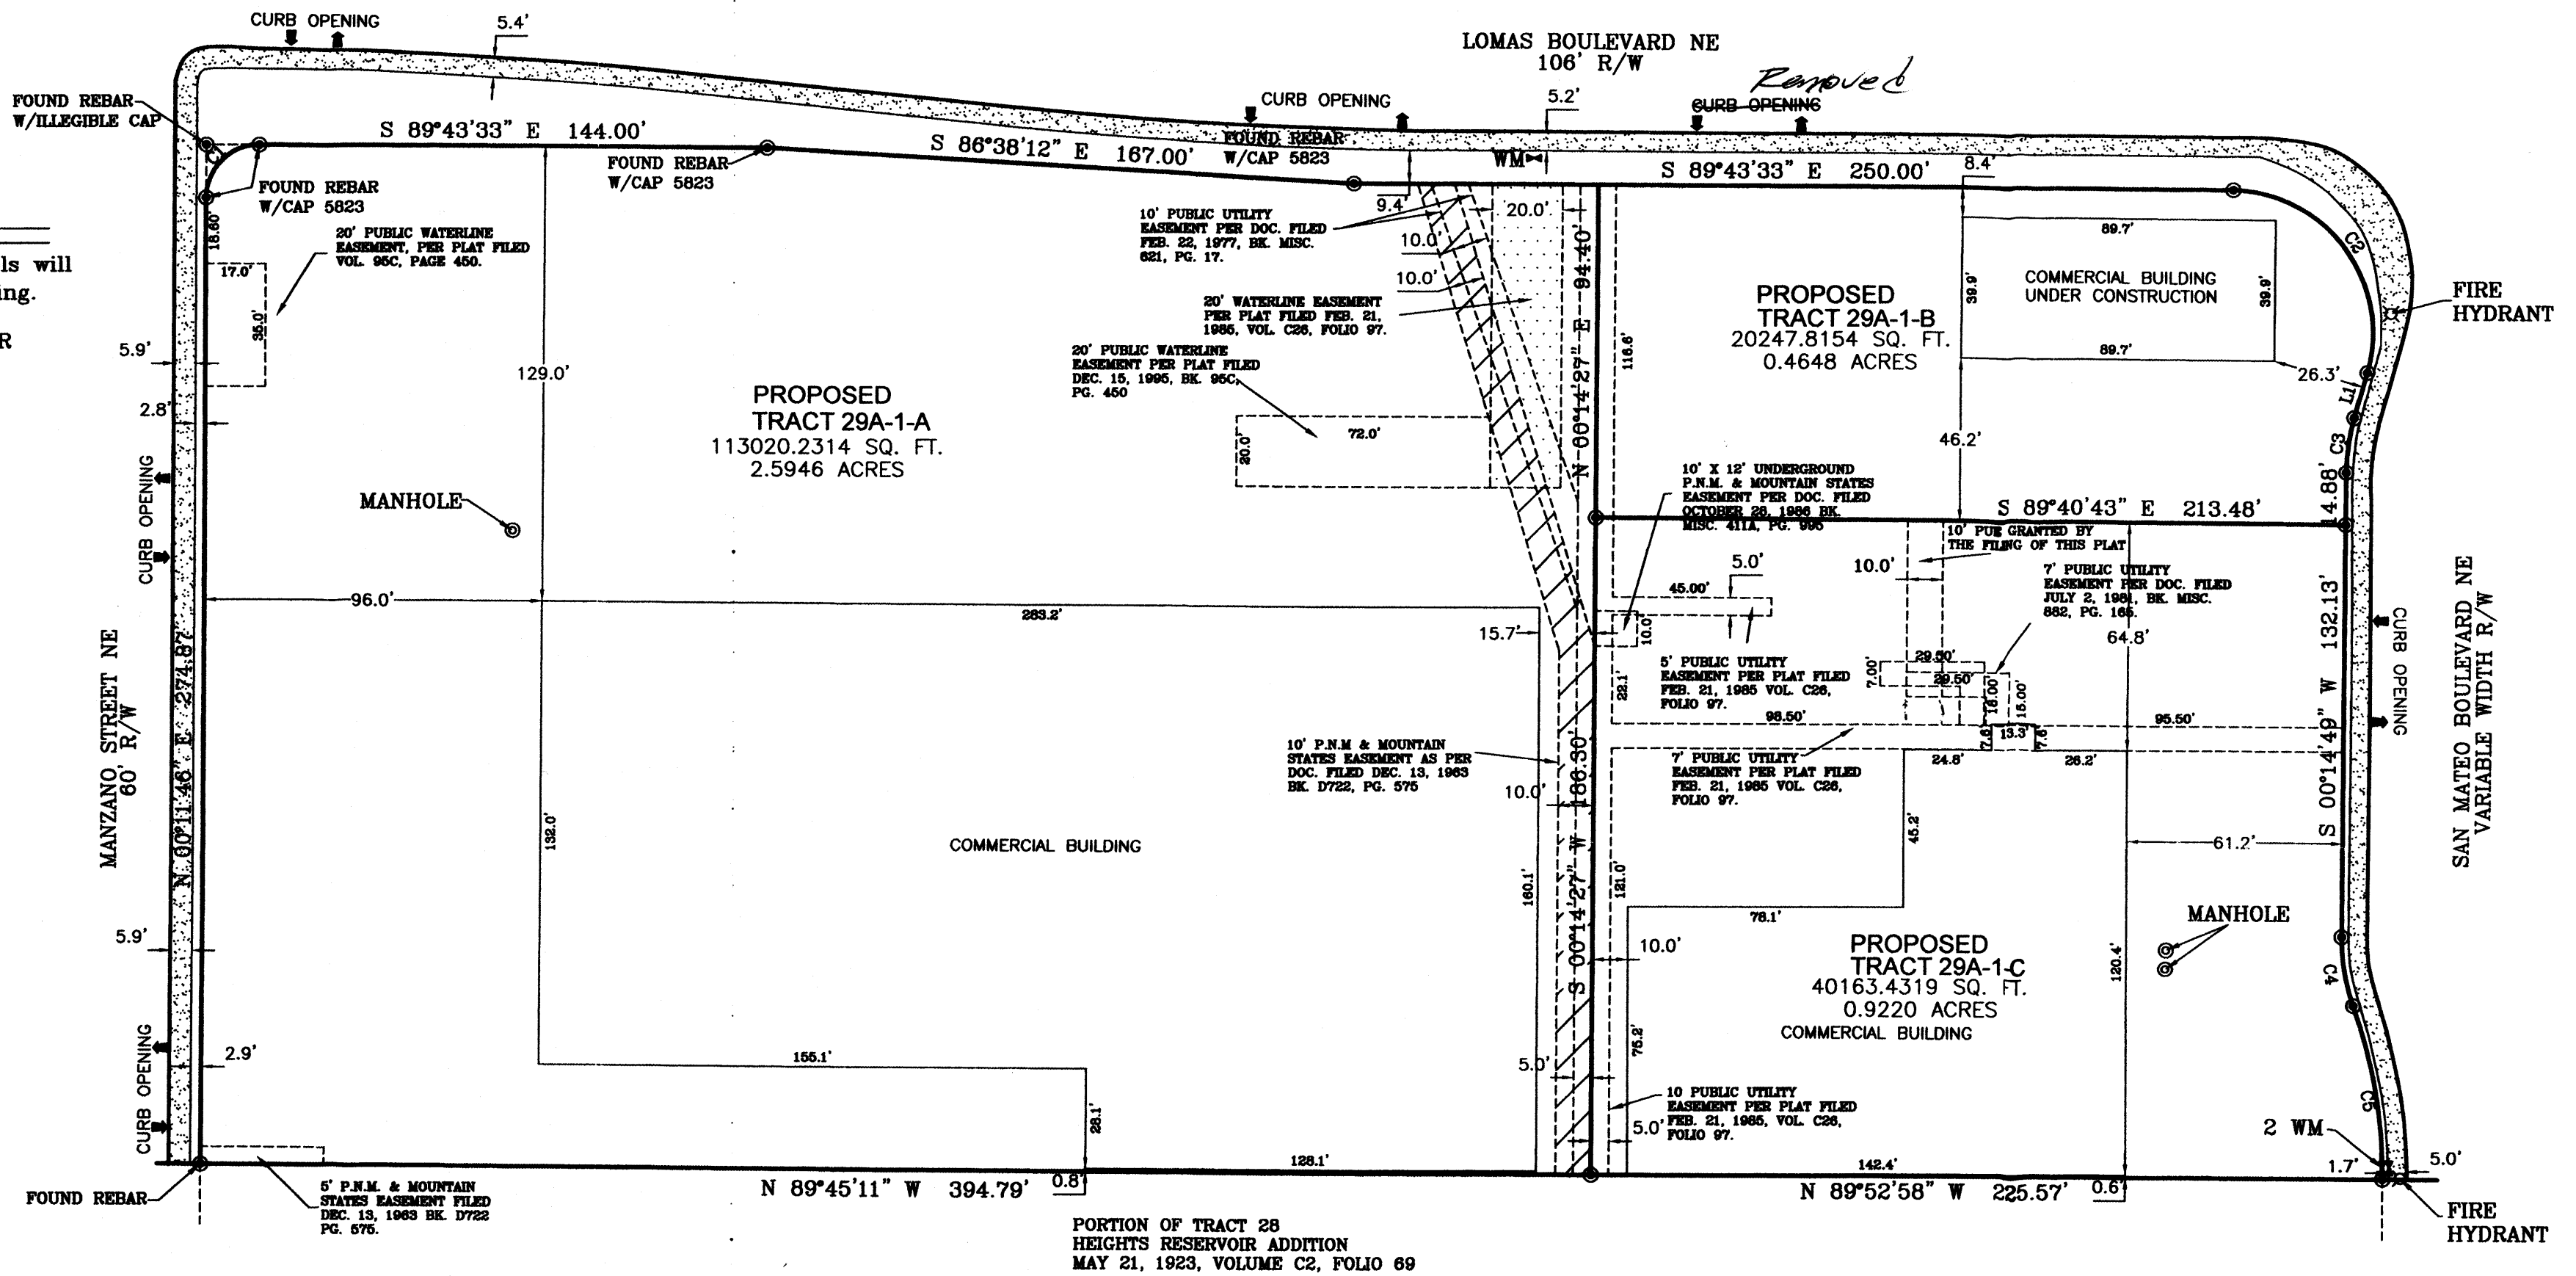 CURB OPENING
5.4'
LOMAS BOULEVARD NE
106' R/W
Removed
CURB OPENING
5.2'
CURB OPENING
FOUND REBAR
W/ILLEGIBLE CAP
S 89°43'33" E 144.00'
FOUND REBAR
W/CAP 5823
S 86°38'12" E 167.00'
FOUND REBAR
W/CAP 5823
WM
S 89°43'33" E 250.00'
8.4'
FOUND REBAR
W/CAP 5823
18.60'
17.0'
35.0'
20' PUBLIC WATERLINE
EASEMENT, PER PLAT FILED
VOL. 95C, PAGE 450.
ls will
ing.
R
5.9'
2.8'
129.0'
9.4'
20.0'
10' PUBLIC UTILITY
EASEMENT PER DOC. FILED
FEB. 22, 1977, BK. MISC.
521, PG. 17.
10.0'
10.0'
20' WATERLINE EASEMENT
PER PLAT FILED FEB. 21,
1985, VOL. C26, FOLIO 97.
20' PUBLIC WATERLINE
EASEMENT PER PLAT FILED
DEC. 15, 1995, BK. 95C,
PG. 450
20.0'
72.0'
N 00°14'27" E 94.40'
116.6'
PROPOSED
TRACT 29A-1-B
20247.8154 SQ. FT.
0.4648 ACRES
89.7'
39.9'
COMMERCIAL BUILDING
UNDER CONSTRUCTION
39.9'
89.7'
C2
FIRE
HYDRANT
26.3'
L1
C3
14.88'
46.2'
PROPOSED
TRACT 29A-1-A
113020.2314 SQ. FT.
2.5946 ACRES
MANHOLE
CURB OPENING
10' X 12' UNDERGROUND
P.N.M. & MOUNTAIN STATES
EASEMENT PER DOC. FILED
OCTOBER 28, 1986 BK.
MISC. 411A, PG. 995
S 89°40'43" E 213.48'
10' PUE GRANTED BY
THE FILING OF THIS PLAT
5.0'
10.0'
7' PUBLIC UTILITY
EASEMENT PER DOC. FILED
JULY 2, 1981, BK. MISC.
882, PG. 165.
45.00'
96.0'
283.2'
15.7'
10.0'
64.8'
MANZANO STREET NE
60' R/W
N 00°11'46" E 274.87'
5' PUBLIC UTILITY
EASEMENT PER PLAT FILED
FEB. 21, 1985 VOL. C26,
FOLIO 97.
22.1'
29.50'
7.00'
29.50'
18.00'
15.00'
98.50'
95.50'
7.6'
13.3'
7.6'
S 00°14'49" W 132.13'
CURB OPENING
SAN MATEO BOULEVARD NE
VARIABLE WIDTH R/W
10' P.N.M & MOUNTAIN
STATES EASEMENT AS PER
DOC. FILED DEC. 13, 1963
BK. D722, PG. 575
10.0'
7' PUBLIC UTILITY
EASEMENT PER PLAT FILED
FEB. 21, 1985 VOL. C26,
FOLIO 97.
24.8'
26.2'
132.0'
COMMERCIAL BUILDING
160.1'
S 00°14'27" W 186.30'
121.0'
45.2'
61.2'
78.1'
MANHOLE
5.9'
10.0'
PROPOSED
TRACT 29A-1-C
40163.4319 SQ. FT.
0.9220 ACRES
COMMERCIAL BUILDING
120.4'
C4
CURB OPENING
2.9'
155.1'
28.1'
5.0'
75.2'
10 PUBLIC UTILITY
EASEMENT PER PLAT FILED
FEB. 21, 1985, VOL. C26,
FOLIO 97.
5.0'
C5
2 WM
1.7'
5.0'
FOUND REBAR
5' P.N.M. & MOUNTAIN
STATES EASEMENT FILED
DEC. 13, 1963 BK. D722
PG. 575.
128.1'
N 89°45'11" W 394.79'
0.8'
142.4'
N 89°52'58" W 225.57'
0.6'
FIRE
HYDRANT
PORTION OF TRACT 28
HEIGHTS RESERVOIR ADDITION
MAY 21, 1923, VOLUME C2, FOLIO 69